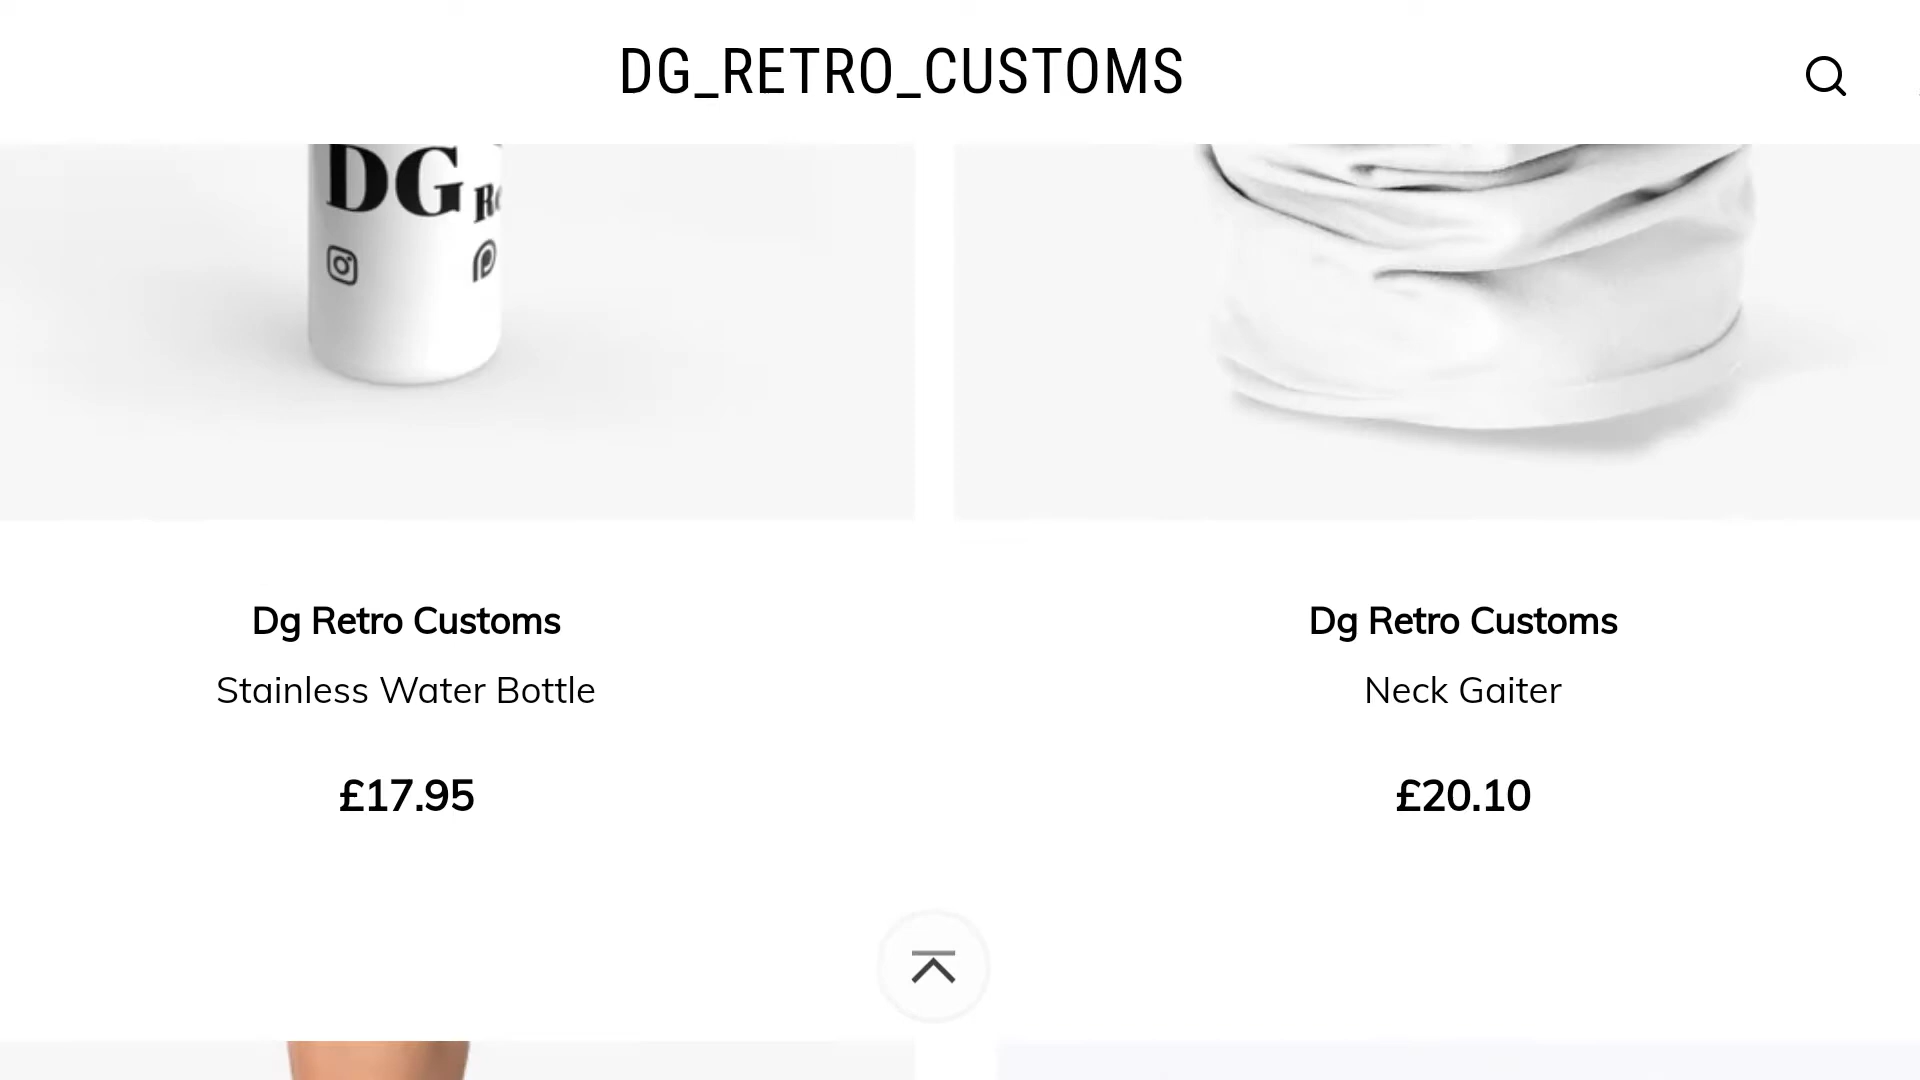 DG_RETRO_CUSTOMS
DG
Dg Retro Customs
Stainless Water Bottle
£17.95
Dg Retro Customs
Neck Gaiter
£20.10